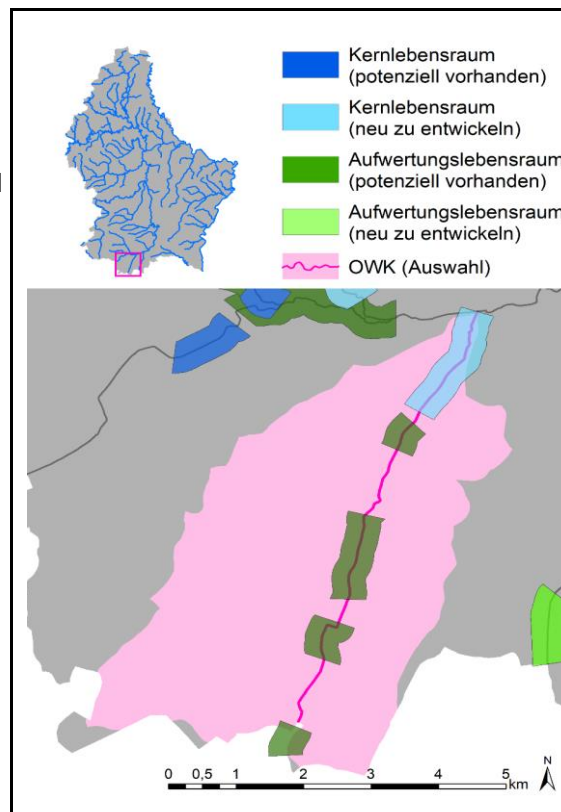 Kernlebensraum
(potenziell vorhanden)
Kernlebensraum
(neu zu entwickeln)
Aufwertungslebensraum
(potenziell vorhanden)
Aufwertungslebensraum
(neu zu entwickeln)
OWK (Auswahl)
N
0 0,5 1 2 3 4 5
km